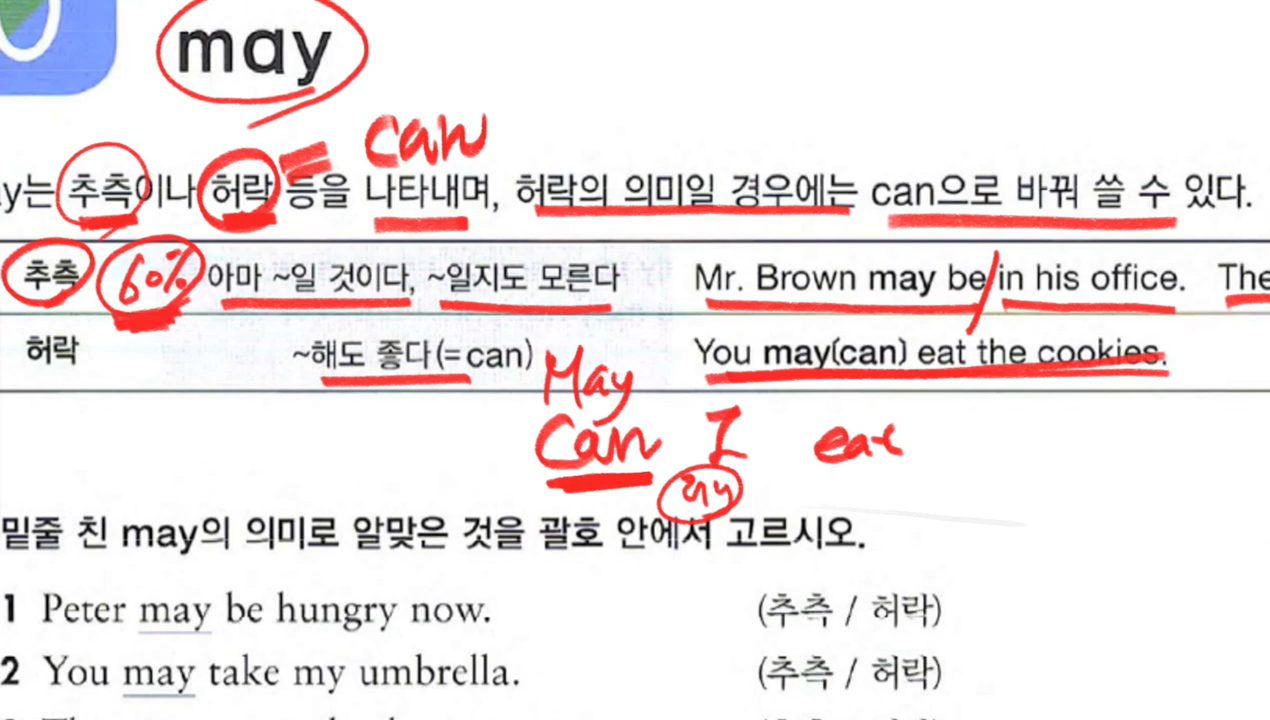 may
= can
y는 추측이나 허락 등을 나타내며, 허락의 의미일 경우에는 can으로 바꿔 쓸 수 있다.
추측 60% 아마 ~일 것이다, ~일지도 모른다 Mr. Brown may be / in his office. The
허락 ~해도 좋다(= can) You may(can) eat the cookies.
May
Can I eat
밑줄 친 may의 의미로 알맞은 것을 괄호 안에서 고르시오.
1 Peter may be hungry now. (추측 / 허락)
2 You may take my umbrella. (추측 / 허락)